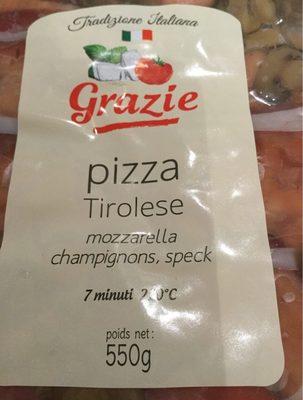 Tradizione Italiana
Grazie
pizza
Tirolese
mozzarella
champignons, speck
7 minuti
poids net :
550g